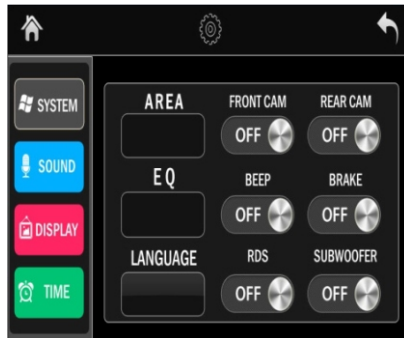 SYSTEM
SOUND
DISPLAY
TIME
AREA FRONT CAM REAR CAM
OFF OFF
EQ BEEP BRAKE
OFF OFF
LANGUAGE RDS SUBWOOFER
OFF OFF